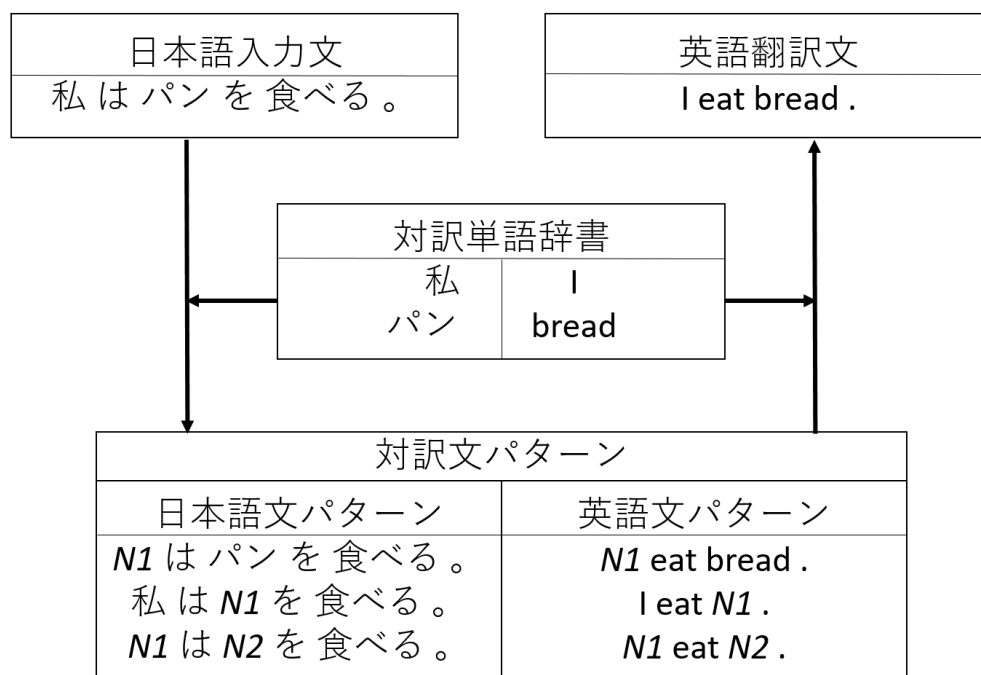 日本語入力文
私 は パン を 食べる 。
英語翻訳文
I eat bread .
対訳単語辞書
私 I
パン bread
対訳文パターン
日本語文パターン 英語文パターン
N1 は パン を 食べる 。 N1 eat bread .
私 は N1 を 食べる 。 I eat N1 .
N1 は N2 を 食べる 。 N1 eat N2 .